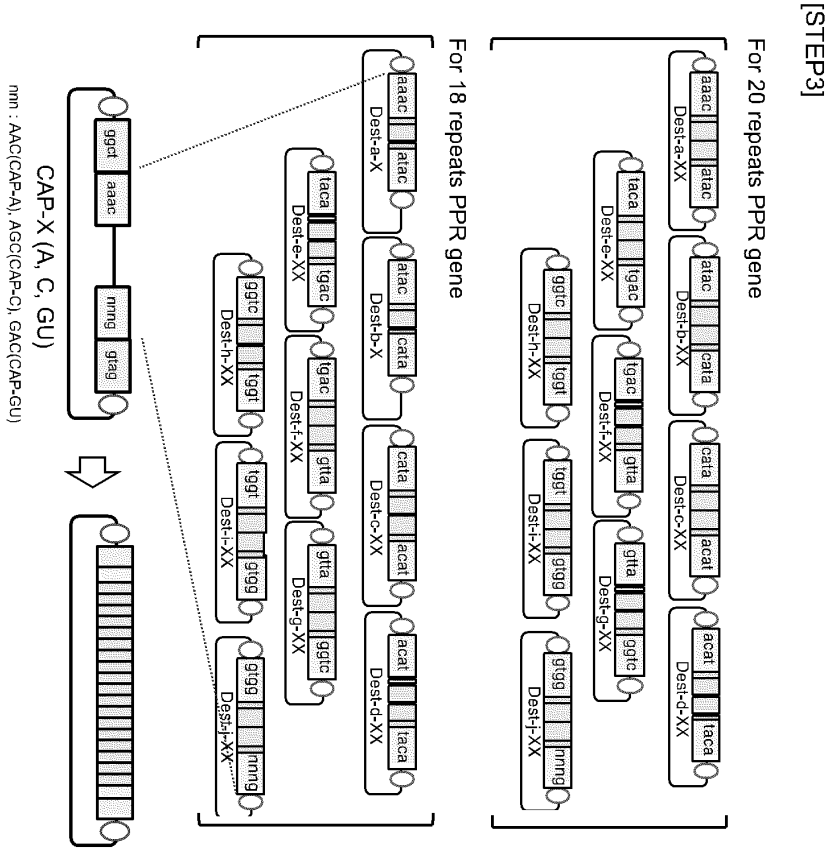 [STEP3]
For 20 repeats PPR gene
aaac atac
Dest-a-XX
atac cata
Dest-b-XX
cata acat
Dest-c-XX
acat taca
Dest-d-XX
taca tgac
Dest-e-XX
tgac gtta
Dest-f-XX
gtta ggtc
Dest-g-XX
ggtc tggt
Dest-h-XX
tggt gtgg
Dest-i-XX
gtgg nnng
Dest-j-XX
For 18 repeats PPR gene
aaac atac
Dest-a-X
atac cata
Dest-b-X
cata acat
Dest-c-XX
acat taca
Dest-d-XX
taca tgac
Dest-e-XX
tgac gtta
Dest-f-XX
gtta ggtc
Dest-g-XX
ggtc tggt
Dest-h-XX
tggt gtgg
Dest-i-XX
gtgg nnng
Dest-j-XX
ggct aaac nnng gtag
CAP-X (A, C, GU)
nnn : AAC(CAP-A), AGC(CAP-C), GAC(CAP-GU)